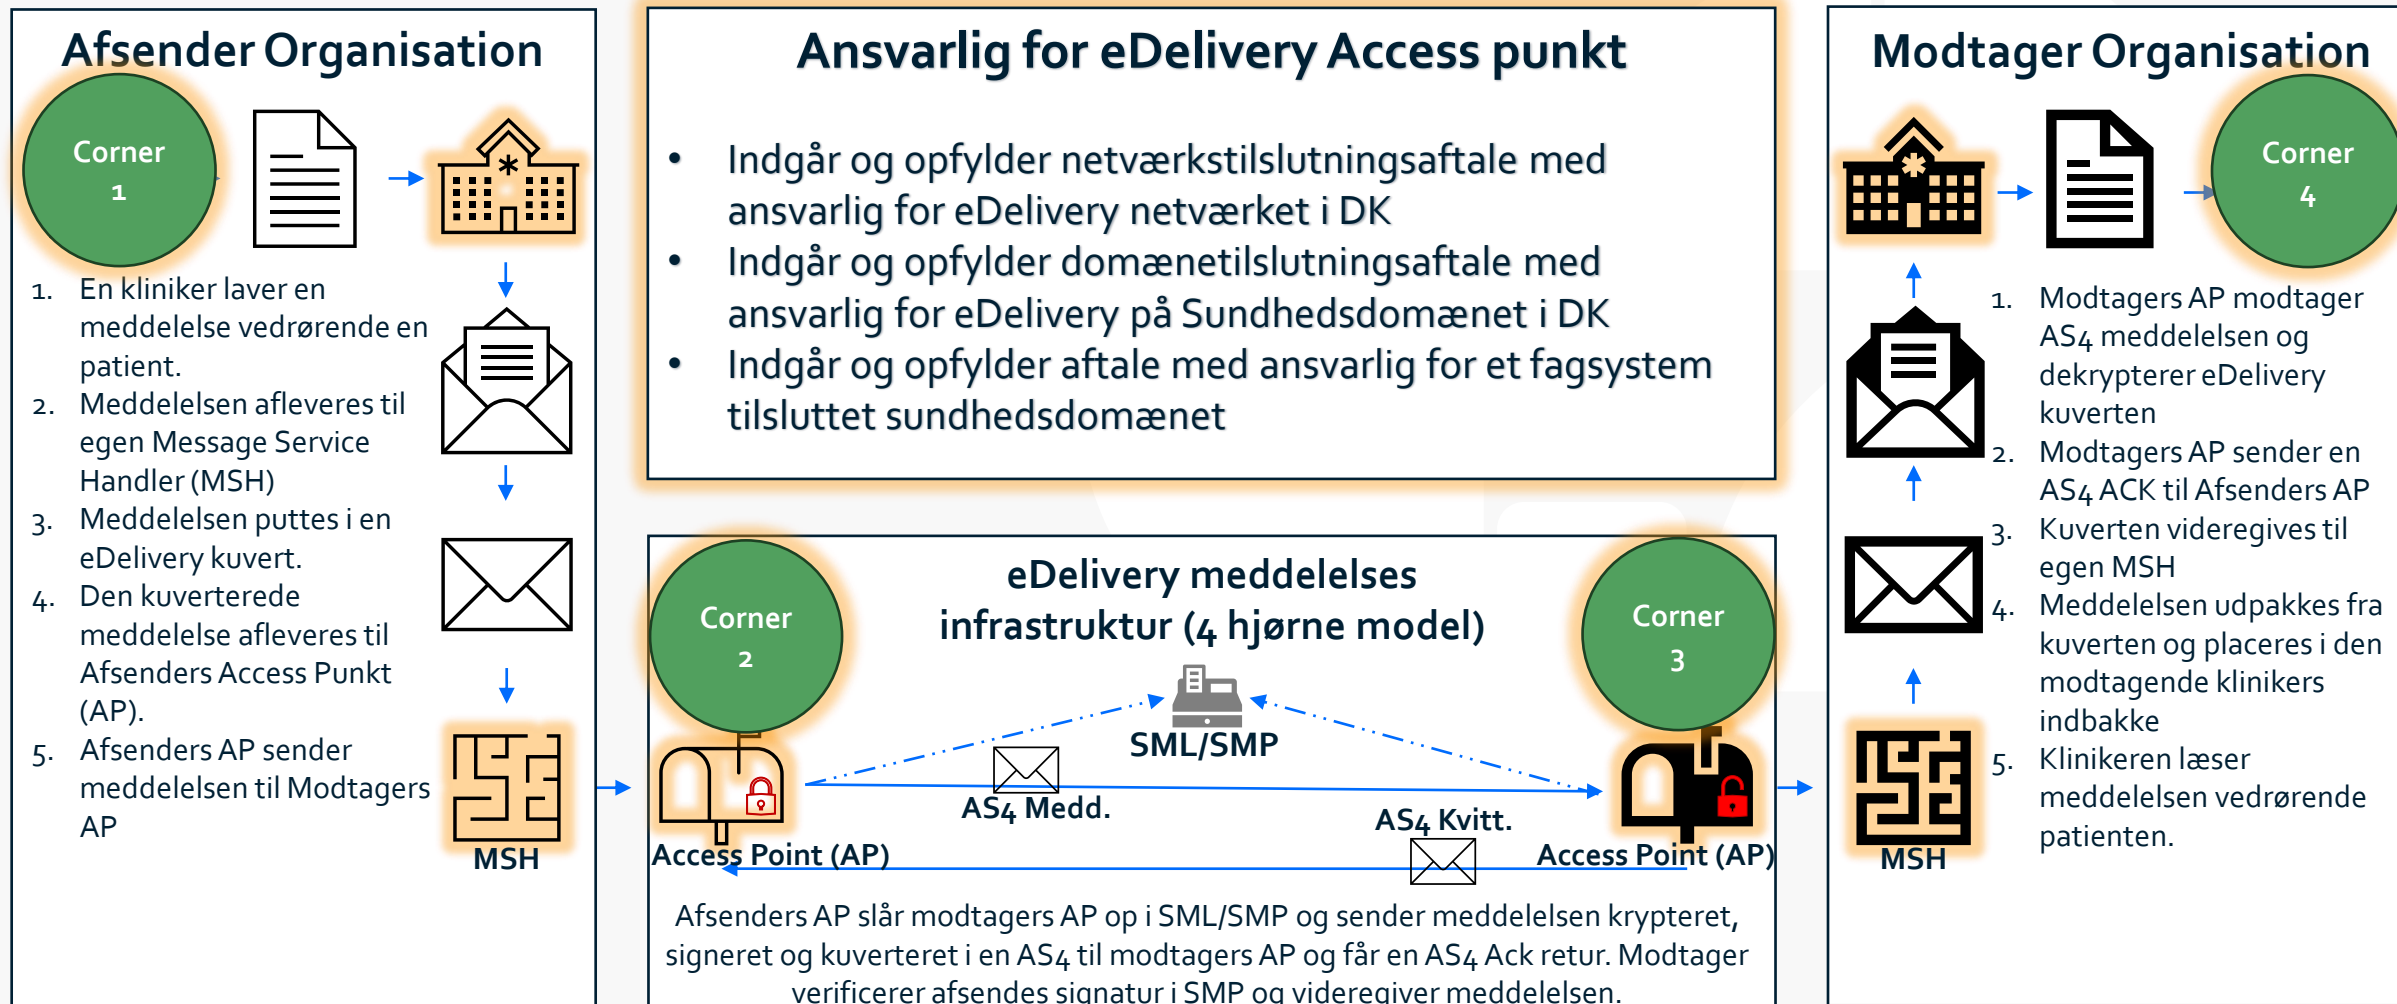 Afsender Organisation
Corner
1
1. En kliniker laver en
meddelelse vedrørende en
patient.
2. Meddelelsen afleveres til
egen Message Service
Handler (MSH)
3. Meddelelsen puttes i en
eDelivery kuvert.
4. Den kuverterede
meddelelse afleveres til
Afsenders Access Punkt
(AP).
5. Afsenders AP sender
meddelelsen til Modtagers
AP
MSH
Ansvarlig for eDelivery Access punkt
• Indgår og opfylder netværkstilslutningsaftale med
ansvarlig for eDelivery netværket i DK
• Indgår og opfylder domænetilslutningsaftale med
ansvarlig for eDelivery på Sundhedsdomænet i DK
• Indgår og opfylder aftale med ansvarlig for et fagsystem
tilsluttet sundhedsdomænet
Corner
2
eDelivery meddelelses
infrastruktur (4 hjørne model)
Corner
3
SML/SMP
AS4 Medd.
AS4 Kvitt.
Access Point (AP)
Access Point (AP)
Afsenders AP slår modtagers AP op i SML/SMP og sender meddelelsen krypteret,
signeret og kuverteret i en AS4 til modtagers AP og får en AS4 Ack retur. Modtager
verificerer afsendes signatur i SMP og videregiver meddelelsen.
Modtager Organisation
Corner
4
1. Modtagers AP modtager
AS4 meddelelsen og
dekrypterer eDelivery
kuverten
2. Modtagers AP sender en
AS4 ACK til Afsenders AP
3. Kuverten videregives til
egen MSH
4. Meddelelsen udpakkes fra
kuverten og placeres i den
modtagende klinikers
indbakke
5. Klinikeren læser
meddelelsen vedrørende
patienten.
MSH